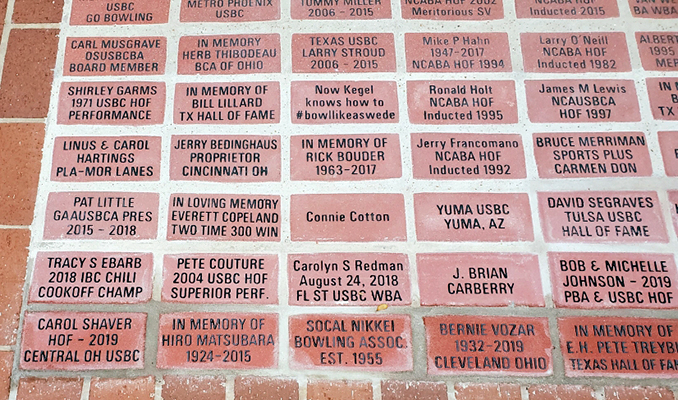 USBC
GO BOWLING
METRO PHOENIX
USBC
TOMMY MILLER
2006 - 2015
NCABA HOF 2002
Meritorious SV
NCABA HOF
Inducted 2015
BA WBA
CARL MUSGRAVE
OSUSBCBA
BOARD MEMBER
IN MEMORY OF
HERB THIBODEAU
BCA OF OHIO
TEXAS USBC
LARRY STROUD
2006 - 2015
Mike P Hahn
1947-2017
NCABA HOF 1994
Larry O'Neill
NCABA HOF
Inducted 1982
ALBERT
1995
SHIRLEY GARMS
1971 USBC HOF
PERFORMANCE
IN MEMORY OF
BILL LILLARD
TX HALL OF FAME
Now Kegel
knows how to
#bowllikeaswede
Ronald Holt
NCABA HOF
Inducted 1995
James M Lewis
NCAUSBCA
HOF 1997
IN M
LINUS & CAROL
HARTINGS
PLA-MOR LANES
JERRY BEDINGHAUS
PROPRIETOR
CINCINNATI OH
IN MEMORY OF
RICK BOUDER
1963-2017
Jerry Francomano
NCABA HOF
Inducted 1992
BRUCE MERRIMAN
SPORTS PLUS
CARMEN DON
PAT LITTLE
GAAUSBCA PRES
2015 - 2018
IN LOVING MEMORY
EVERETT COPELAND
TWO TIME 300 WIN
Connie Cotton
YUMA USBC
YUMA, AZ
DAVID SEGRAVES
TULSA USBC
HALL OF FAME
TRACY S EBARB
2018 IBC CHILI
COOKOFF CHAMP
PETE COUTURE
2004 USBC HOF
SUPERIOR PERF.
Carolyn S Redman
August 24, 2018
FL ST USBC WBA
J. BRIAN
CARBERRY
BOB & MICHELLE
JOHNSON - 2019
PBA & USBC HOF
CAROL SHAVER
HOF - 2019
CENTRAL OH USBC
IN MEMORY OF
HIRO MATSUBARA
1924-2015
SOCAL NIKKEI
BOWLING ASSOC.
EST. 1955
BERNIE VOZAR
1932-2019
CLEVELAND OHIO
IN MEMORY OF
E.H. PETE TREYBI
TEXAS HALL OF FA